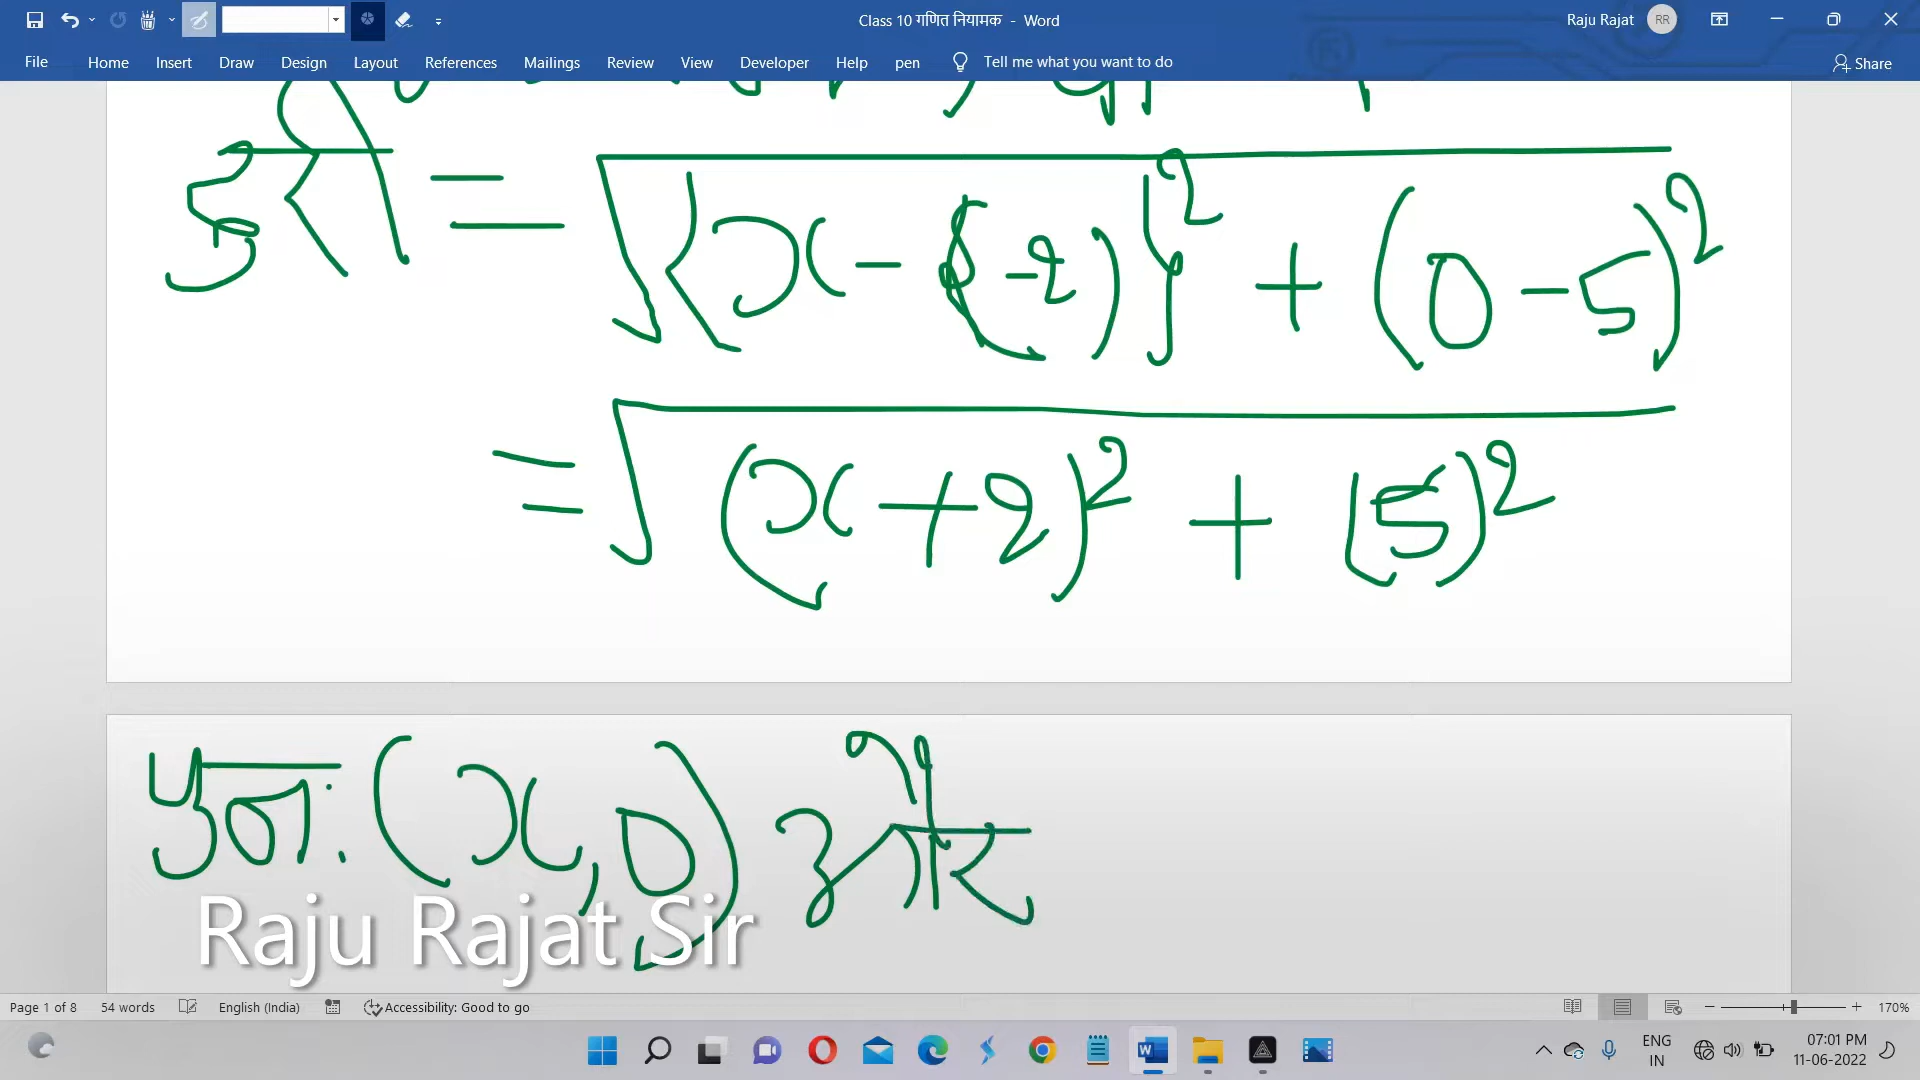 Class 10 गणित नियामक - Word
Raju Rajat RR
File Home Insert Draw Design Layout References Mailings Review View Developer Help pen Tell me what you want to do Share
दूरी = √{x-(-2)}² + (0-5)²
= √(x+2)² + (5)²
पुनः (x,0) और
Raju Rajat Sir
Page 1 of 8 54 words English (India) Accessibility: Good to go 170%
ENG IN 07:01 PM 11-06-2022